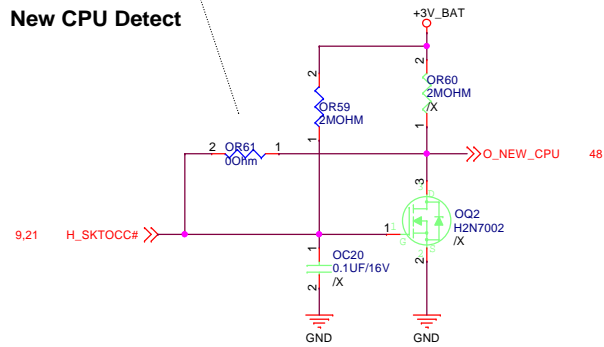 New CPU Detect
+3V_BAT
2
2
OR60
2MOHM
/X
OR59
2MOHM
1
1
2 OR61 1
0Ohm
O_NEW_CPU 48
3
D
OQ2
H2N7002
/X
9,21 H_SKTOCC#
1
1
G
S
2
1
OC20
0.1UF/16V
/X
2
GND
GND